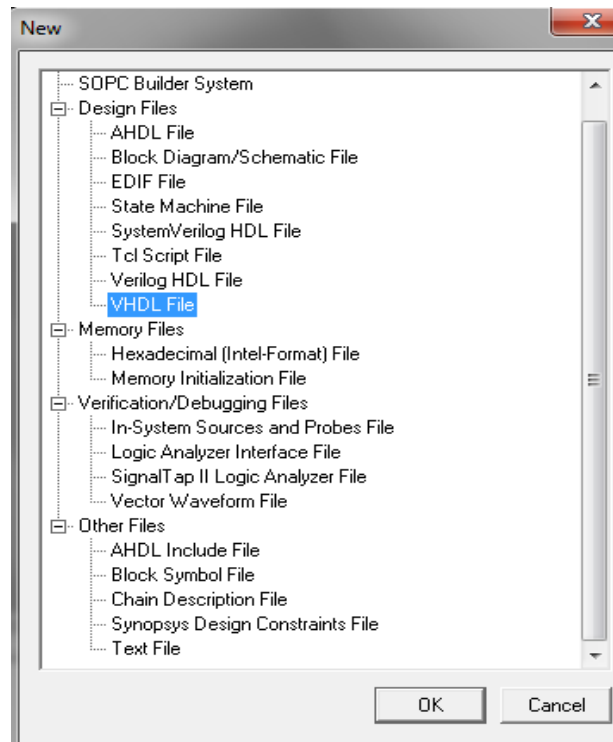 New
SOPC Builder System
Design Files
AHDL File
Block Diagram/Schematic File
EDIF File
State Machine File
SystemVerilog HDL File
Tcl Script File
Verilog HDL File
VHDL File
Memory Files
Hexadecimal (Intel-Format) File
Memory Initialization File
Verification/Debugging Files
In-System Sources and Probes File
Logic Analyzer Interface File
SignalTap II Logic Analyzer File
Vector Waveform File
Other Files
AHDL Include File
Block Symbol File
Chain Description File
Synopsys Design Constraints File
Text File
OK Cancel